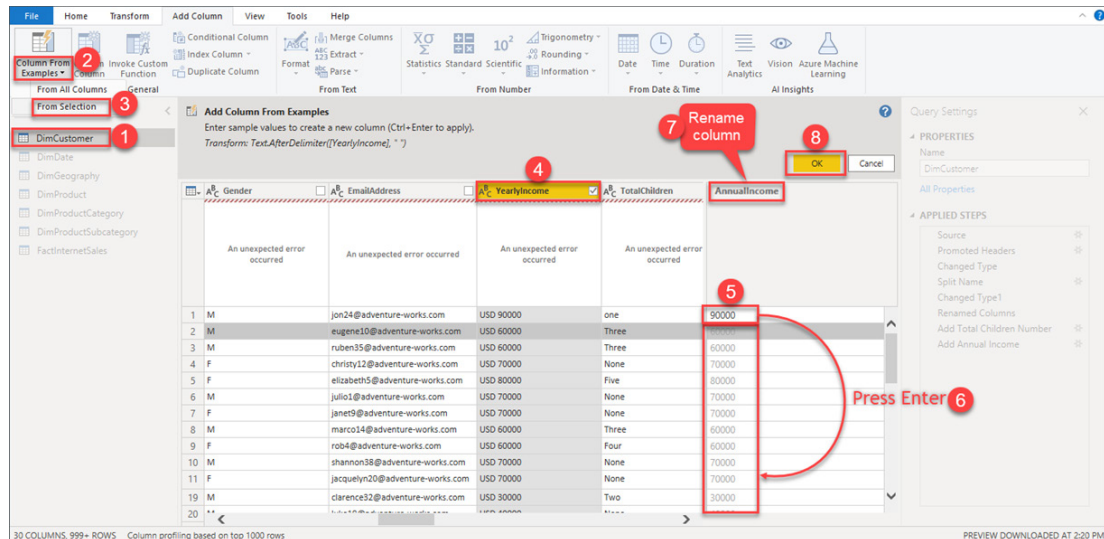 File Home Transform Add Column View Tools Help
Column From Examples
2
Column
Invoke Custom Function
Conditional Column
Index Column
Duplicate Column
General
Format
Merge Columns
Extract
Parse
From Text
Statistics Standard Scientific
Trigonometry
Rounding
Information
From Number
Date Time Duration
From Date & Time
Text Analytics
Vision
Azure Machine Learning
AI Insights
From All Columns
From Selection
3
DimCustomer
1
DimDate
DimGeography
DimProduct
DimProductCategory
DimProductSubcategory
FactInternetSales
Add Column From Examples
Enter sample values to create a new column (Ctrl+Enter to apply).
Transform: Text.AfterDelimiter([YearlyIncome], " ")
7
Rename column
8
OK Cancel
4
Gender EmailAddress YearlyIncome TotalChildren AnnualIncome
An unexpected error occurred
An unexpected error occurred
An unexpected error occurred
An unexpected error occurred
5
1 M jon24@adventure-works.com USD 90000 one 90000
2 M eugene10@adventure-works.com USD 60000 Three 60000
3 M ruben35@adventure-works.com USD 60000 Three 60000
4 F christy12@adventure-works.com USD 70000 None 70000
5 F elizabeth5@adventure-works.com USD 80000 Five 80000
6 M julio1@adventure-works.com USD 70000 None 70000
7 F janet9@adventure-works.com USD 70000 None 70000
8 M marco14@adventure-works.com USD 60000 Three 60000
9 F rob4@adventure-works.com USD 60000 Four 60000
10 M shannon38@adventure-works.com USD 70000 None 70000
11 F jacquelyn20@adventure-works.com USD 70000 None 70000
19 M clarence32@adventure-works.com USD 30000 Two 30000
20
Press Enter 6
Query Settings
PROPERTIES
Name
DimCustomer
All Properties
APPLIED STEPS
Source
Promoted Headers
Changed Type
Split Name
Changed Type1
Renamed Columns
Add Total Children Number
Add Annual Income
30 COLUMNS, 999+ ROWS Column profiling based on top 1000 rows
PREVIEW DOWNLOADED AT 2:20 PM